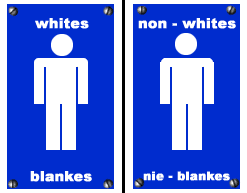 whites
blankes
non - whites
nie - blankes